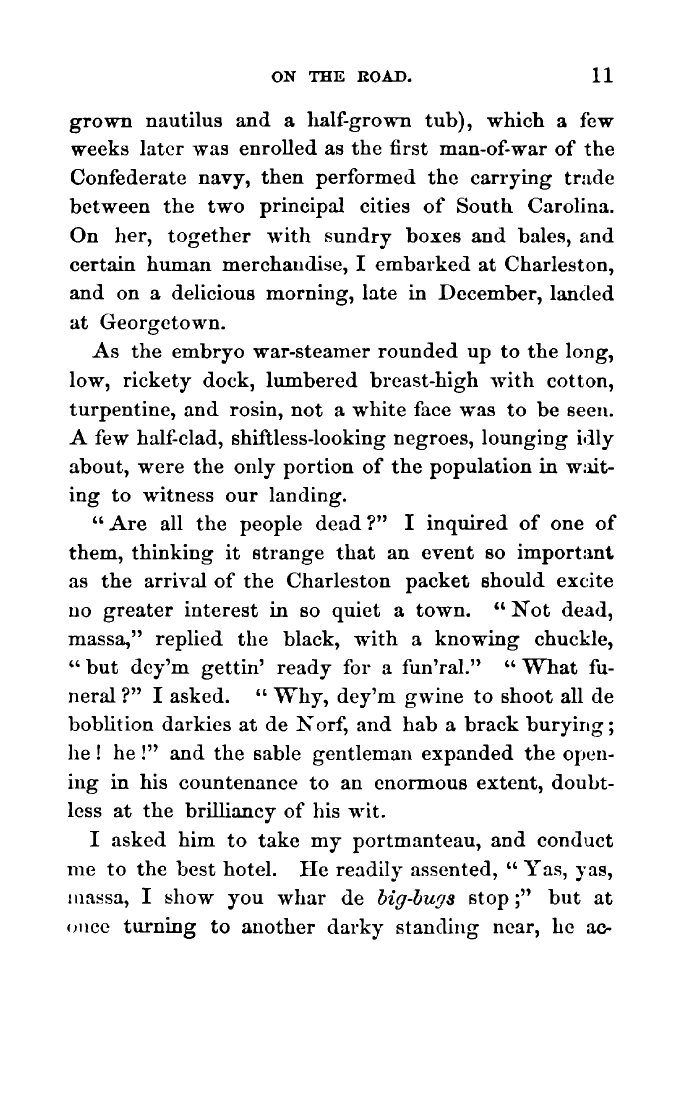 ON THE ROAD. 11
grown nautilus and a half-grown tub), which a few
weeks later was enrolled as the first man-of-war of the
Confederate navy, then performed the carrying trade
between the two principal cities of South Carolina.
On her, together with sundry boxes and bales, and
certain human merchandise, I embarked at Charleston,
and on a delicious morning, late in December, landed
at Georgetown.
As the embryo war-steamer rounded up to the long,
low, rickety dock, lumbered breast-high with cotton,
turpentine, and rosin, not a white face was to be seen.
A few half-clad, shiftless-looking negroes, lounging idly
about, were the only portion of the population in wait-
ing to witness our landing.
“Are all the people dead?” I inquired of one of
them, thinking it strange that an event so important
as the arrival of the Charleston packet should excite
no greater interest in so quiet a town. “Not dead,
massa,” replied the black, with a knowing chuckle,
“but dey’m gettin’ ready for a fun’ral.” “What fu-
neral?” I asked. “Why, dey’m gwine to shoot all de
boblition darkies at de Norf, and hab a brack burying;
he! he!” and the sable gentleman expanded the open-
ing in his countenance to an enormous extent, doubt-
less at the brilliancy of his wit.
I asked him to take my portmanteau, and conduct
me to the best hotel. He readily assented, “Yas, yas,
massa, I show you whar de big-bugs stop;” but at
once turning to another darky standing near, he ac-